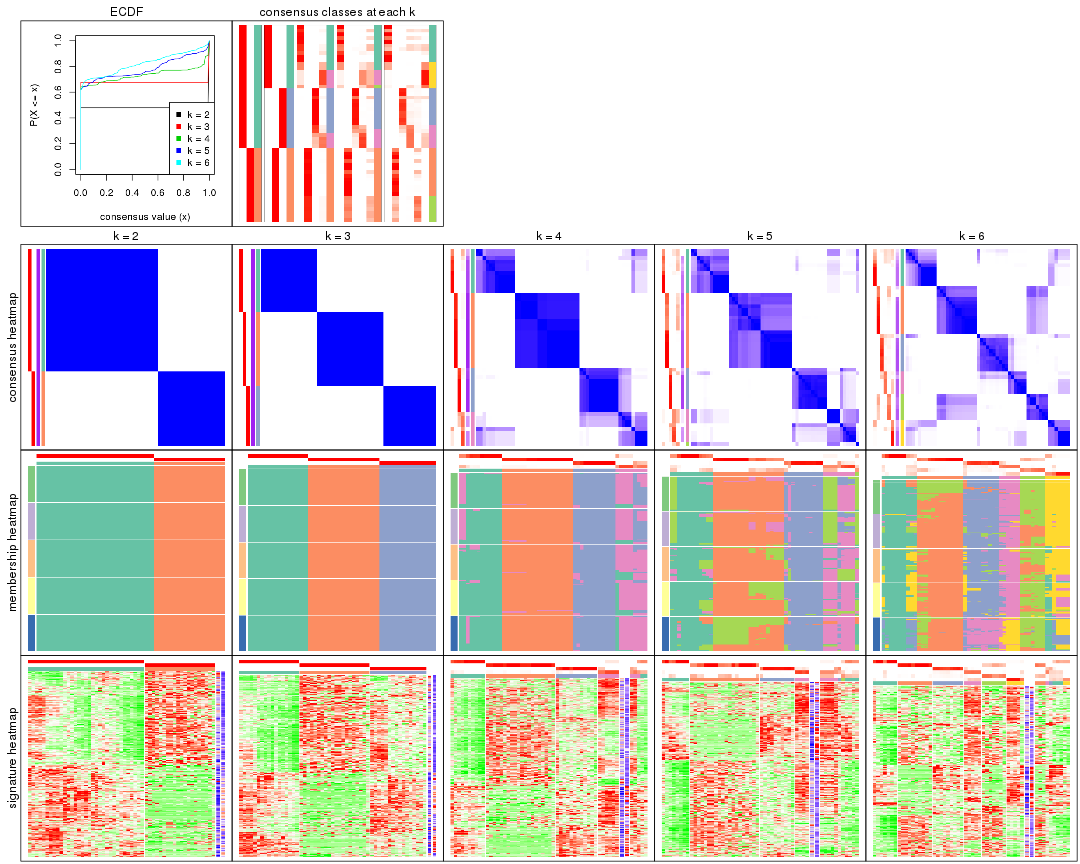 ECDF
consensus classes at each k
P(X <= x)
0.0 0.2 0.4 0.6 0.8 1.0
k = 2
k = 3
k = 4
k = 5
k = 6
0.0 0.2 0.4 0.6 0.8 1.0
consensus value (x)
k = 2
k = 3
k = 4
k = 5
k = 6
consensus heatmap
membership heatmap
signature heatmap